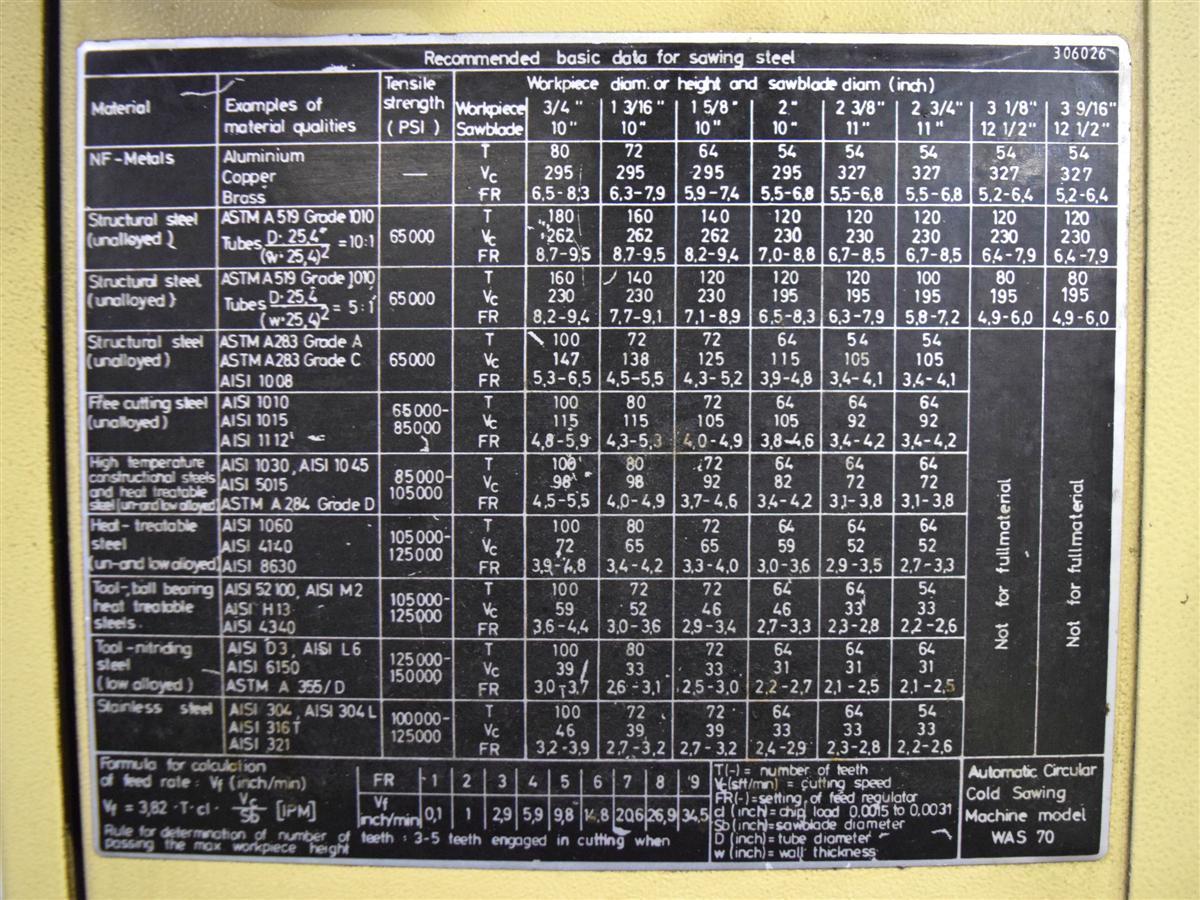 Recommended basic data for sawing steel 306026
Material Examples of material qualities Tensile strength (PSI) Workpiece diam. or height and sawblade diam (inch)
Workpiece 3/4" 1 3/16" 1 5/8" 2" 2 3/8" 2 3/4" 3 1/8" 3 9/16"
Sawblade 10" 10" 10" 10" 11" 11" 12 1/2" 12 1/2"
NF-Metals Aluminium T 80 72 64 54 54 54 54 54
Copper — Vc 295 295 295 295 327 327 327 327
Brass FR 6,5-8,3 6,3-7,9 5,9-7,4 5,5-6,8 5,5-6,8 5,5-6,8 5,2-6,4 5,2-6,4
Structural steel ASTM A519 Grade 1010 T 180 160 140 120 120 120 120 120
(unalloyed) Tubes D·25,4/(w·25,4)2 = 10:1 65000 Vc 262 262 262 230 230 230 230 230
FR 8,7-9,5 8,7-9,5 8,2-9,4 7,0-8,8 6,7-8,5 6,7-8,5 6,4-7,9 6,4-7,9
Structural steel ASTM A519 Grade 1010 T 160 140 120 120 120 100 80 80
(unalloyed) Tubes D·25,4/(w·25,4)2 = 5:1 65000 Vc 230 230 230 195 195 195 195 195
FR 8,2-9,4 7,7-9,1 7,1-8,9 6,5-8,3 6,3-7,9 5,8-7,2 4,9-6,0 4,9-6,0
Structural steel ASTM A283 Grade A T 100 72 72 64 54 54
(unalloyed) ASTM A283 Grade C 65000 Vc 147 138 125 115 105 105
AISI 1008 FR 5,3-6,5 4,5-5,5 4,3-5,2 3,9-4,8 3,4-4,1 3,4-4,1
Free cutting steel AISI 1010 65000- T 100 80 72 64 64 64
(unalloyed) AISI 1015 85000 Vc 115 115 105 105 92 92
AISI 1112 FR 4,8-5,9 4,3-5,3 4,0-4,9 3,8-4,6 3,4-4,2 3,4-4,2
High temperature AISI 1030, AISI 1045 T 100 80 72 64 64 64
constructional steels AISI 5015 85000- Vc 98 98 92 82 72 72
and heat treatable 105000
steel (un-and low alloyed) ASTM A 284 Grade D FR 4,5-5,5 4,0-4,9 3,7-4,6 3,4-4,2 3,1-3,8 3,1-3,8
Heat-treatable AISI 1060 105000- T 100 80 72 64 64 64
steel AISI 4140 125000 Vc 72 65 65 59 52 52
(un-and low alloyed) AISI 8630 FR 3,9-4,8 3,4-4,2 3,3-4,0 3,0-3,6 2,9-3,5 2,7-3,3
Tool-, ball bearing AISI 52100, AISI M2 105000- T 100 72 72 64 64 54
heat treatable AISI H13 125000 Vc 59 52 46 46 33 33
steels AISI 4340 FR 3,6-4,4 3,0-3,6 2,9-3,4 2,7-3,3 2,3-2,8 2,2-2,6
Tool-nitriding AISI D3, AISI L6 125000- T 100 80 72 64 64 64
steel AISI 6150 150000 Vc 39 33 33 31 31 31
(low alloyed) ASTM A 355/D FR 3,0-3,7 2,6-3,1 2,5-3,0 2,2-2,7 2,1-2,5 2,1-2,5
Stainless steel AISI 304, AISI 304L 100000- T 100 72 72 64 64 54
AISI 316T 125000 Vc 46 39 39 33 33 33
AISI 321 FR 3,2-3,9 2,7-3,2 2,7-3,2 2,4-2,9 2,3-2,8 2,2-2,6
Not for fullmaterial
Not for fullmaterial
Formula for calculation
of feed rate: Vf (inch/min)
Vf = 3,82 · T · cl · Vc/Sb [IPM]
FR 1 2 3 4 5 6 7 8 9
Vf inch/min 0,1 1 2,9 5,9 9,8 14,8 20,6 26,9 34,5
Rule for determination of number of teeth: 3-5 teeth engaged in cutting when
passing the max workpiece height
T(-) = number of teeth
Vc(sft/min) = cutting speed
FR(-)=setting of feed regulator
cl (inch)=chip load 0,0015 to 0,0031
Sb(inch)=sawblade diameter
D (inch)=tube diameter
w (inch)=wall thickness
Automatic Circular
Cold Sawing
Machine model
WAS 70